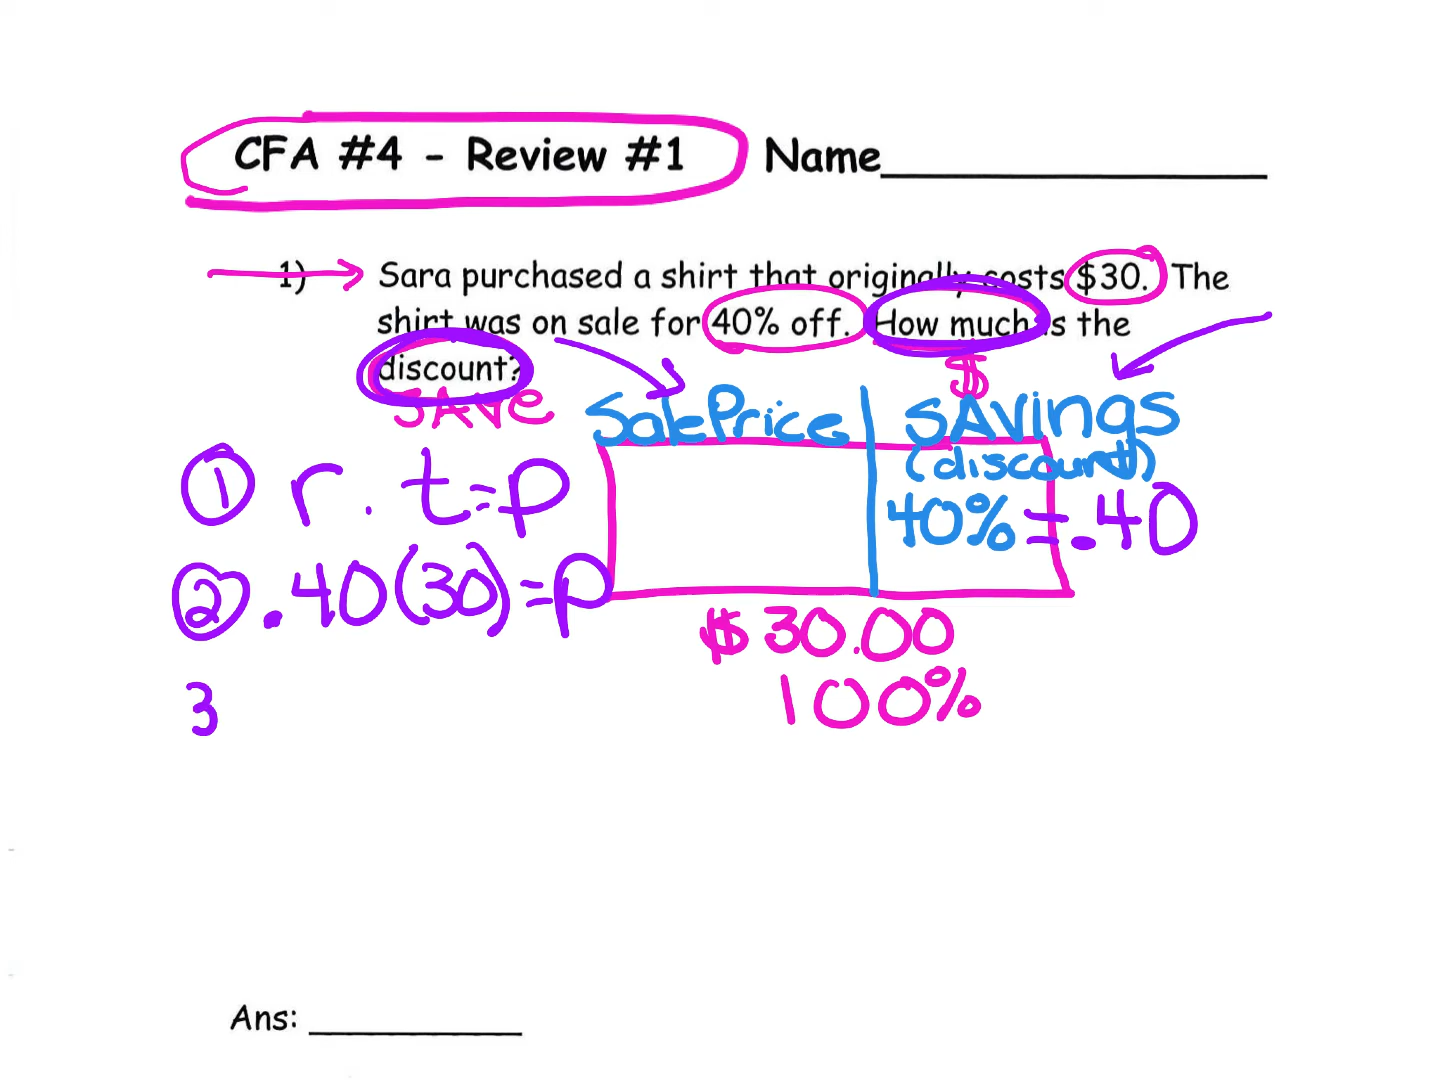 CFA #4 - Review #1 Name
1) Sara purchased a shirt that originally costs $30. The
shirt was on sale for 40% off. How much is the
discount?
$
SAVe
SalePrice
SAvings
(discount)
1 r . t = p
40% = .40
2 .40(30) = p
$30.00
3
100%
Ans: